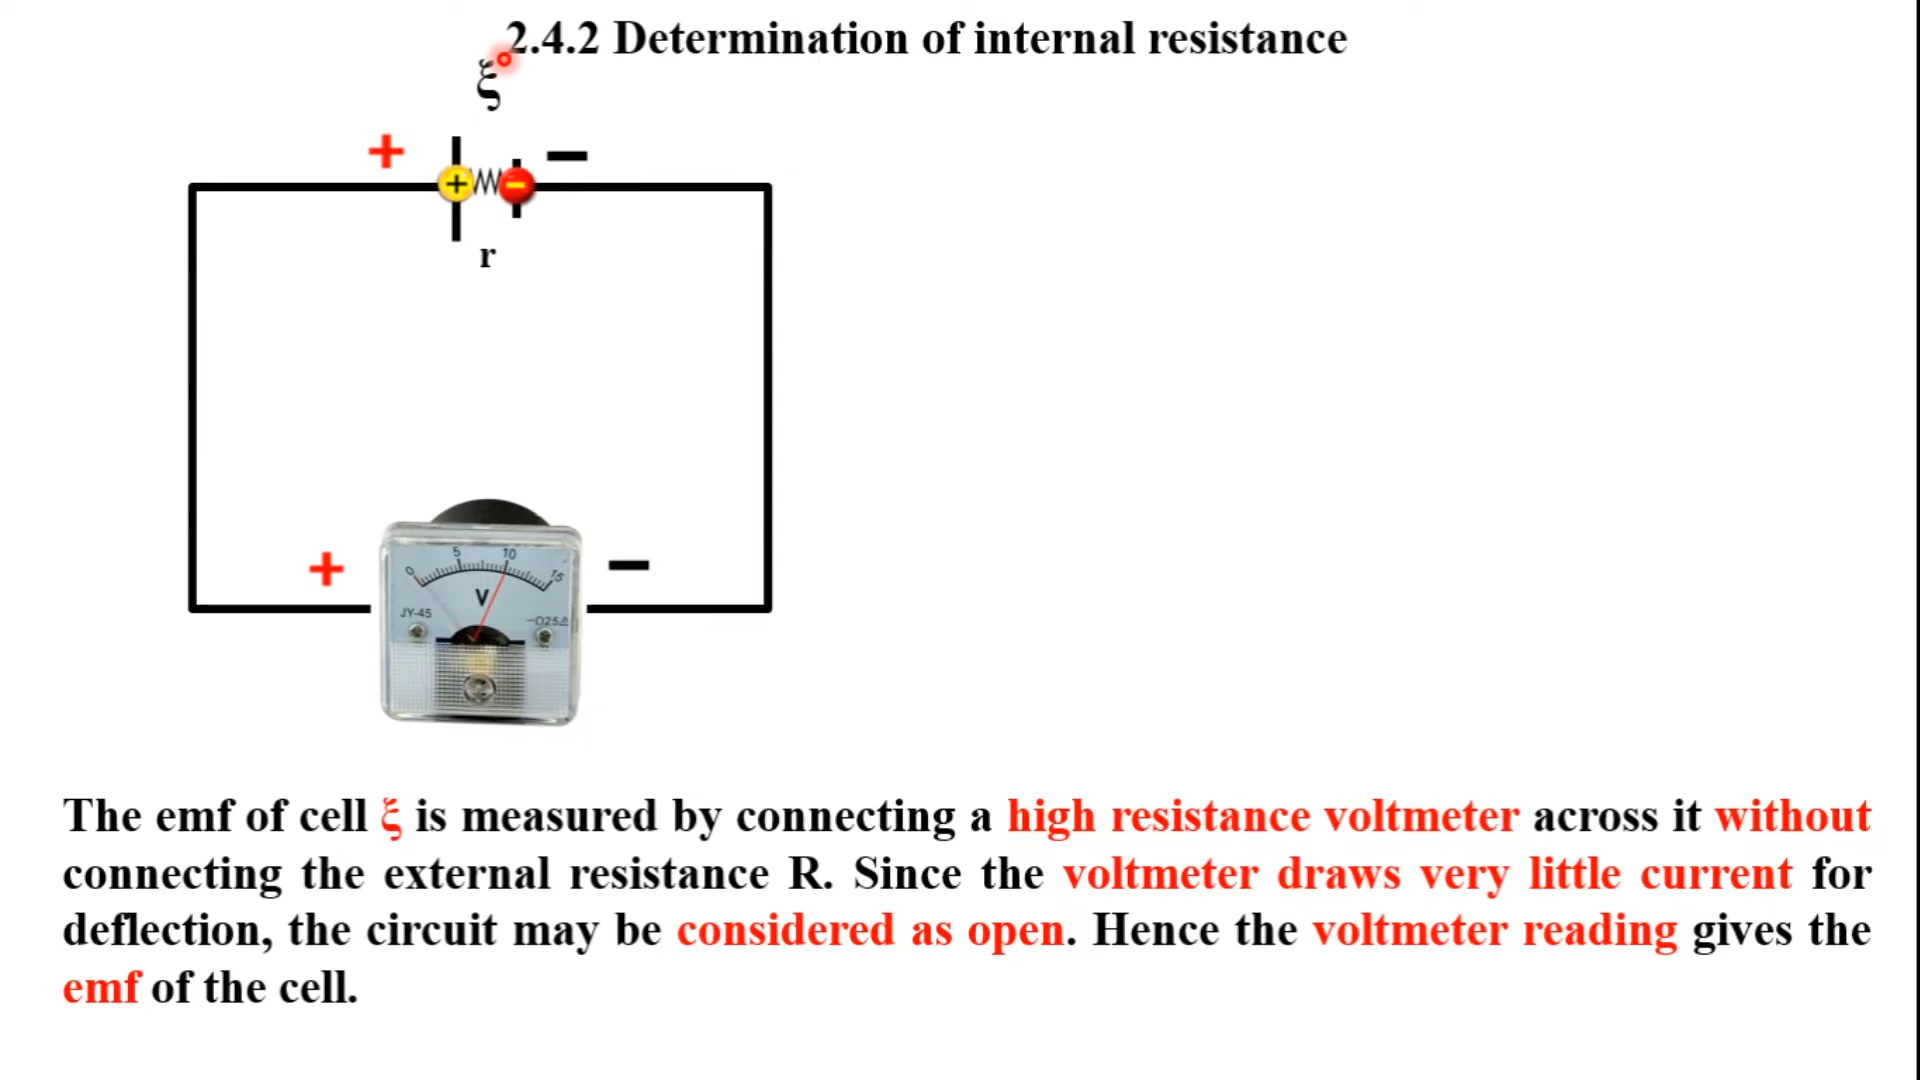 2.4.2 Determination of internal resistance
ξ
+ −
+ −
r
+ −
0 5 10 15
V
JY-45
The emf of cell ξ is measured by connecting a high resistance voltmeter across it without
connecting the external resistance R. Since the voltmeter draws very little current for
deflection, the circuit may be considered as open. Hence the voltmeter reading gives the
emf of the cell.